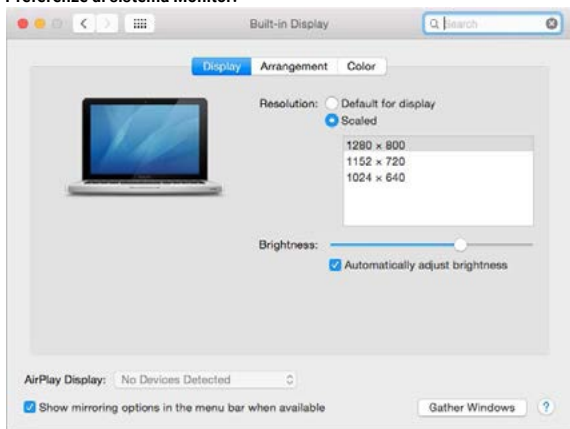 Preferenze di sistema Monitor:
Built-in Display
Search
Display Arrangement Color
Resolution: Default for display
Scaled
1280 × 800
1152 × 720
1024 × 640
Brightness:
Automatically adjust brightness
AirPlay Display: No Devices Detected
Show mirroring options in the menu bar when available
Gather Windows ?